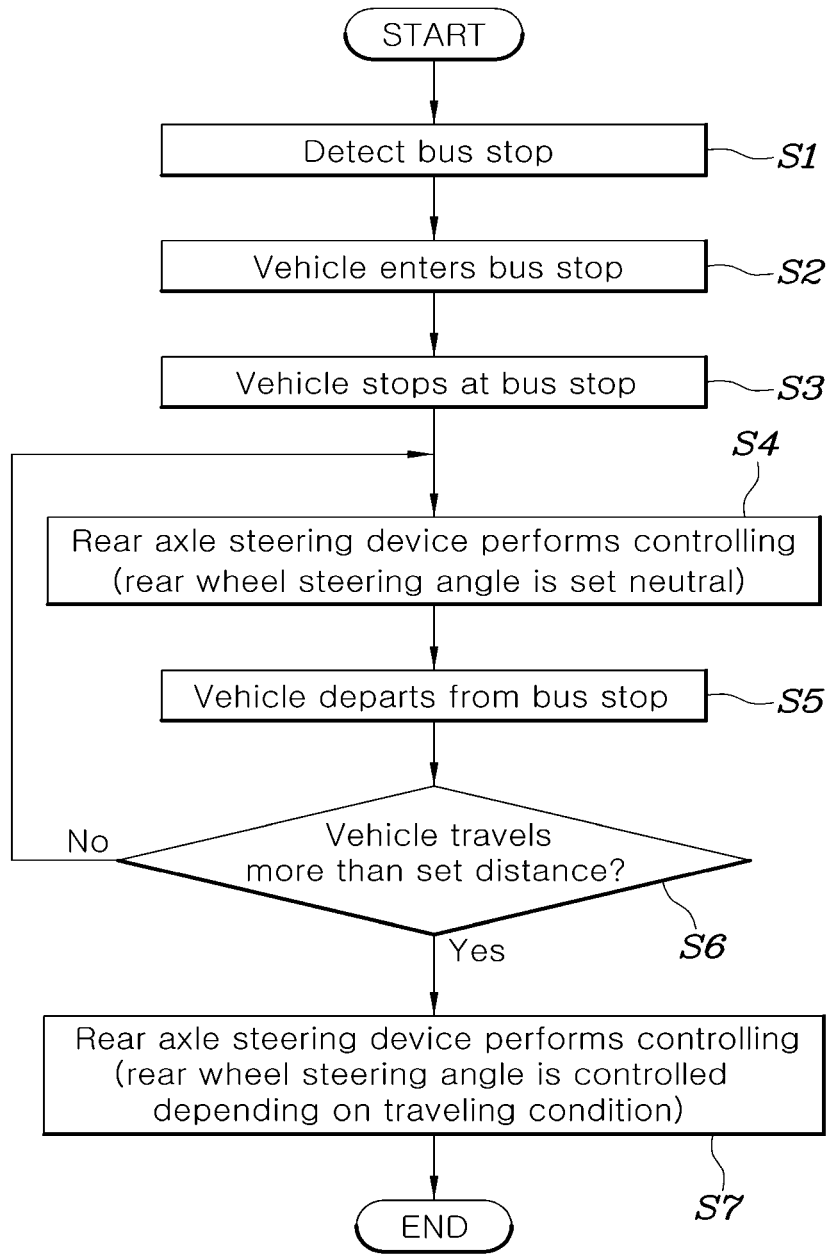 START
Detect bus stop
S1
Vehicle enters bus stop
S2
Vehicle stops at bus stop
S3
S4
Rear axle steering device performs controlling
(rear wheel steering angle is set neutral)
Vehicle departs from bus stop
S5
No
Vehicle travels
more than set distance?
S6
Yes
Rear axle steering device performs controlling
(rear wheel steering angle is controlled
depending on traveling condition)
S7
END